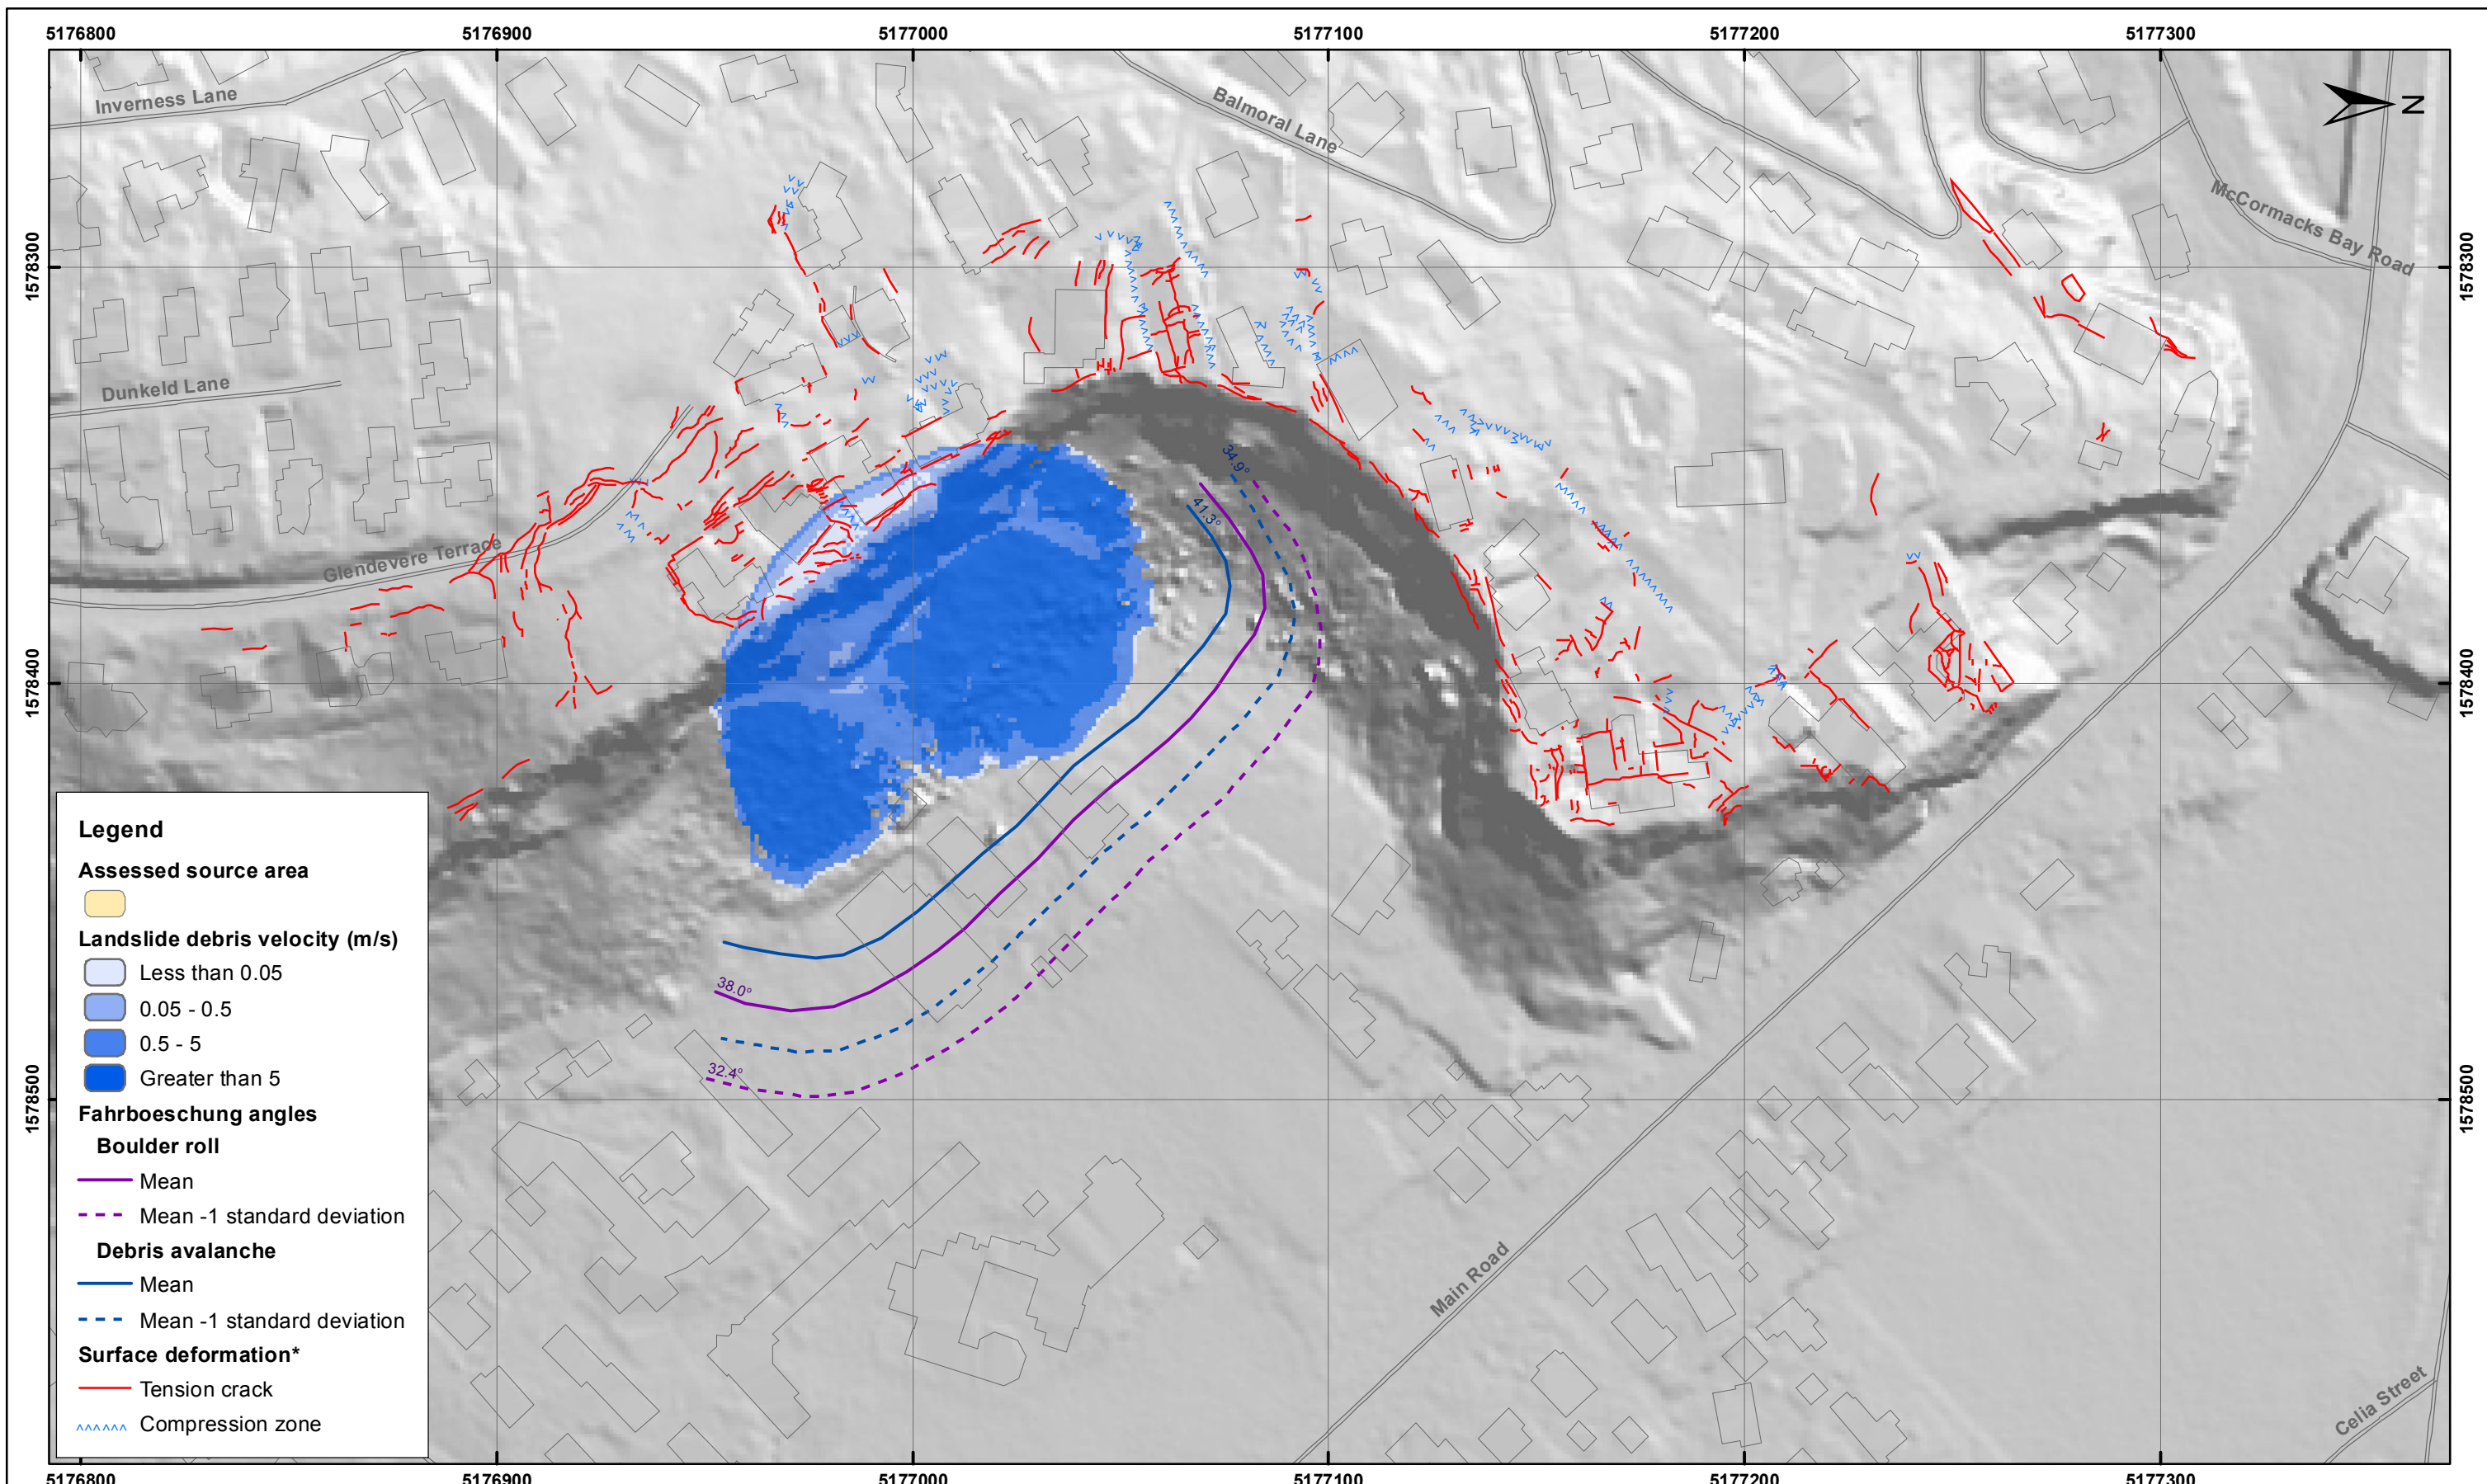 5176800
5176900
5177000
5177100
5177200
5177300
Inverness Lane
Balmoral Lane
N
McCormacks Bay Road
1578300
1578300
Dunkeld Lane
34.9°
41.3°
Glendevere Terrace
1578400
1578400
38.0°
32.4°
1578500
1578500
Main Road
Celia Street
Legend
Assessed source area
Landslide debris velocity (m/s)
Less than 0.05
0.05 - 0.5
0.5 - 5
Greater than 5
Fahrboeschung angles
Boulder roll
Mean
Mean -1 standard deviation
Debris avalanche
Mean
Mean -1 standard deviation
Surface deformation*
Tension crack
Compression zone
5176800
5176900
5177000
5177100
5177200
5177300